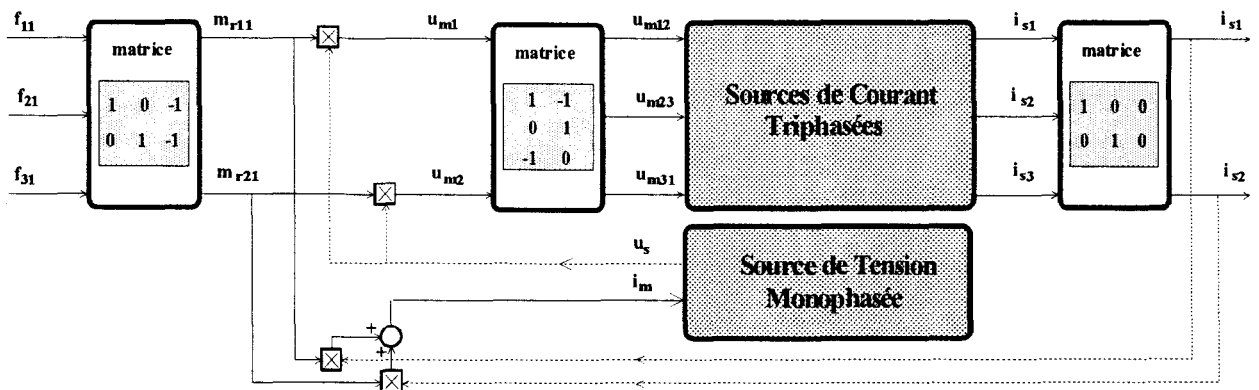 f11
mr11
um1
um12
is1
is1
matrice
matrice
matrice
f21
1 0 -1
0 1 -1
1 -1
0 1
-1 0
um23
Sources de Courant
Triphasées
is2
1 0 0
0 1 0
f31
mr21
um2
um31
is3
is2
us
Source de Tension
Monophasée
im
+
+